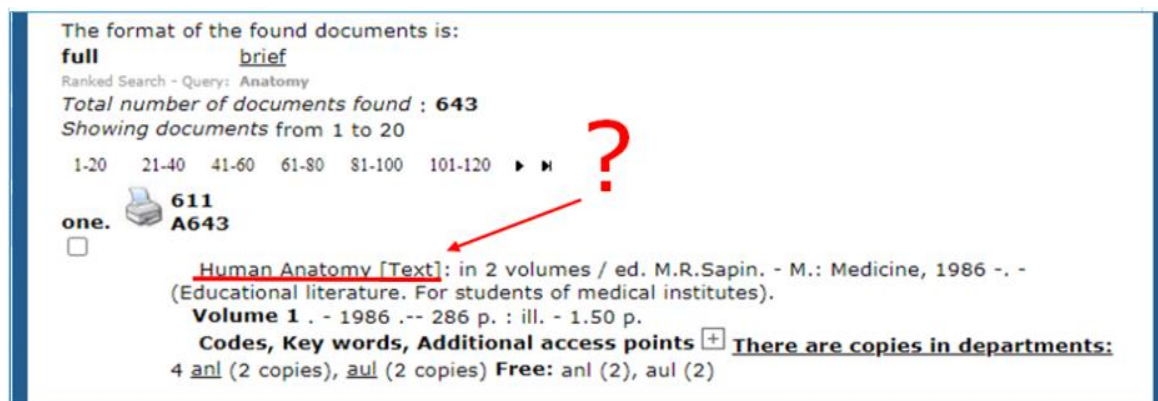 The format of the found documents is:
full brief
Ranked Search - Query: Anatomy
Total number of documents found : 643
Showing documents from 1 to 20
1-20 21-40 41-60 61-80 81-100 101-120
?
611
one. A643
Human Anatomy [Text]: in 2 volumes / ed. M.R.Sapin. - M.: Medicine, 1986 -. -
(Educational literature. For students of medical institutes).
Volume 1 . - 1986 .-- 286 p. : ill. - 1.50 p.
Codes, Key words, Additional access points + There are copies in departments:
4 anl (2 copies), aul (2 copies) Free: anl (2), aul (2)